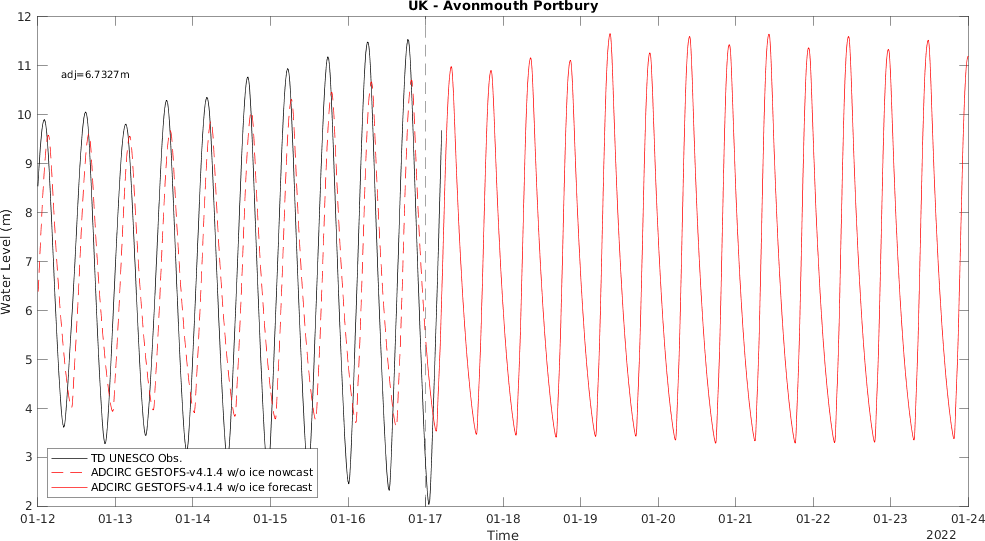 UK - Avonmouth Portbury
12
11
10
9
8
7
6
5
4
3
2
Water Level (m)
adj=6.7327m
TD UNESCO Obs.
ADCIRC GESTOFS-v4.1.4 w/o ice nowcast
ADCIRC GESTOFS-v4.1.4 w/o ice forecast
01-12 01-13 01-14 01-15 01-16 01-17 01-18 01-19 01-20 01-21 01-22 01-23 01-24
Time
2022